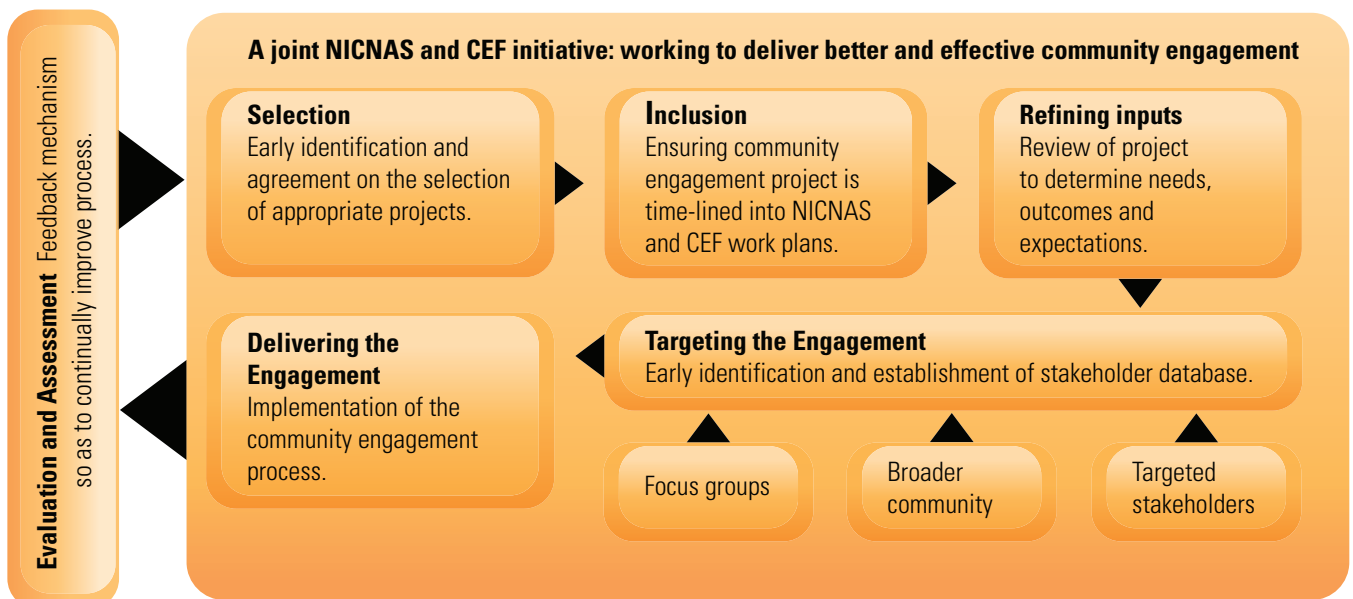 Evaluation and Assessment Feedback mechanism
so as to continually improve process.
A joint NICNAS and CEF initiative: working to deliver better and effective community engagement
Selection
Early identification and
agreement on the selection
of appropriate projects.
Inclusion
Ensuring community
engagement project is
time-lined into NICNAS
and CEF work plans.
Refining inputs
Review of project
to determine needs,
outcomes and
expectations.
Targeting the Engagement
Early identification and establishment of stakeholder database.
Focus groups
Broader
community
Targeted
stakeholders
Delivering the
Engagement
Implementation of the
community engagement
process.